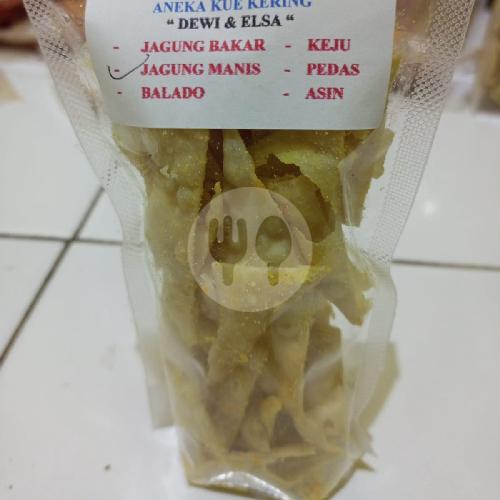 ANEKA KUE KERING
“ DEWI & ELSA “
- JAGUNG BAKAR - KEJU
- JAGUNG MANIS - PEDAS
- BALADO - ASIN